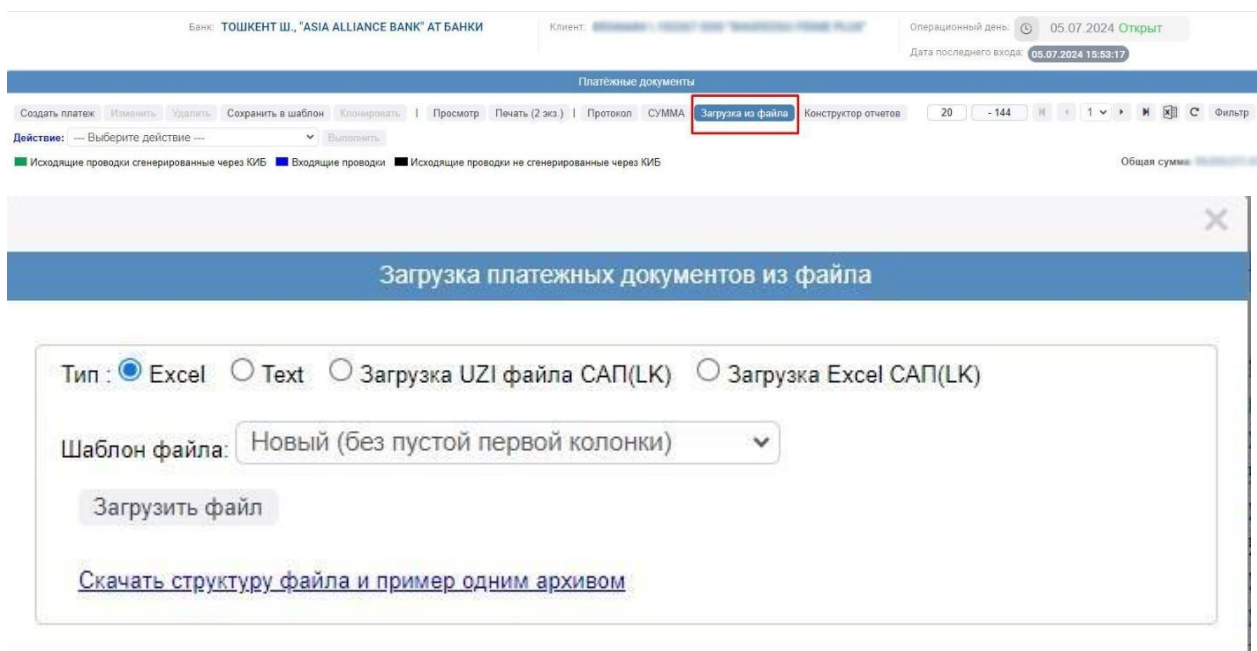 Банк: ТОШКЕНТ Ш., "ASIA ALLIANCE BANK" АТ БАНКИ Клиент: Операционный день: 05.07.2024 Открыт
Дата последнего входа: 05.07.2024 15:53:17
Платёжные документы
Создать платеж Изменить Удалить Сохранить в шаблон Клонировать | Просмотр Печать (2 экз.) | Протокол СУММА Загрузка из файла Конструктор отчетов 20 - 144 1 Фильтр
Действие: --- Выберите действие --- Выполнить
Исходящие проводки сгенерированные через КИБ Входящие проводки Исходящие проводки не сгенерированные через КИБ Общая сумма:
Загрузка платежных документов из файла
Тип : Excel Text Загрузка UZI файла САП(LK) Загрузка Excel САП(LK)
Шаблон файла: Новый (без пустой первой колонки)
Загрузить файл
Скачать структуру файла и пример одним архивом